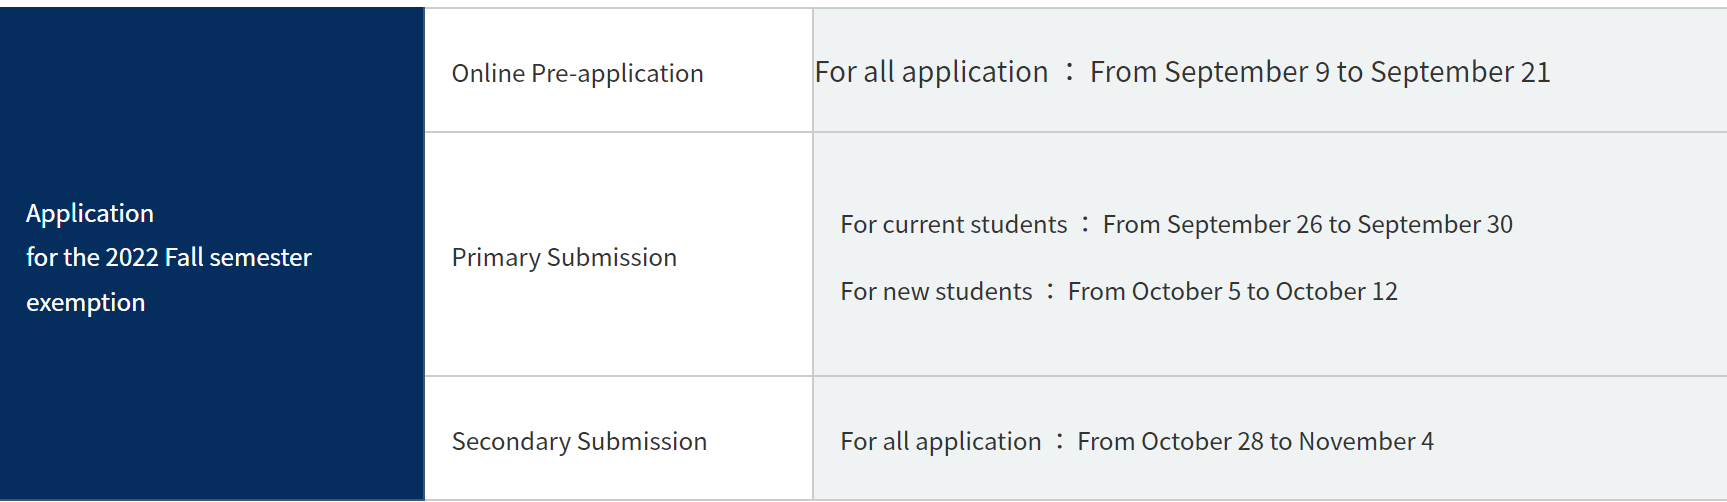 Application
for the 2022 Fall semester
exemption
Online Pre-application
For all application ： From September 9 to September 21
Primary Submission
For current students ： From September 26 to September 30
For new students ： From October 5 to October 12
Secondary Submission
For all application ： From October 28 to November 4